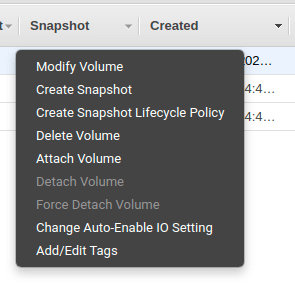 Snapshot
Created
Modify Volume
202…
Create Snapshot
4:4…
Create Snapshot Lifecycle Policy
4:4…
Delete Volume
Attach Volume
Detach Volume
Force Detach Volume
Change Auto-Enable IO Setting
Add/Edit Tags